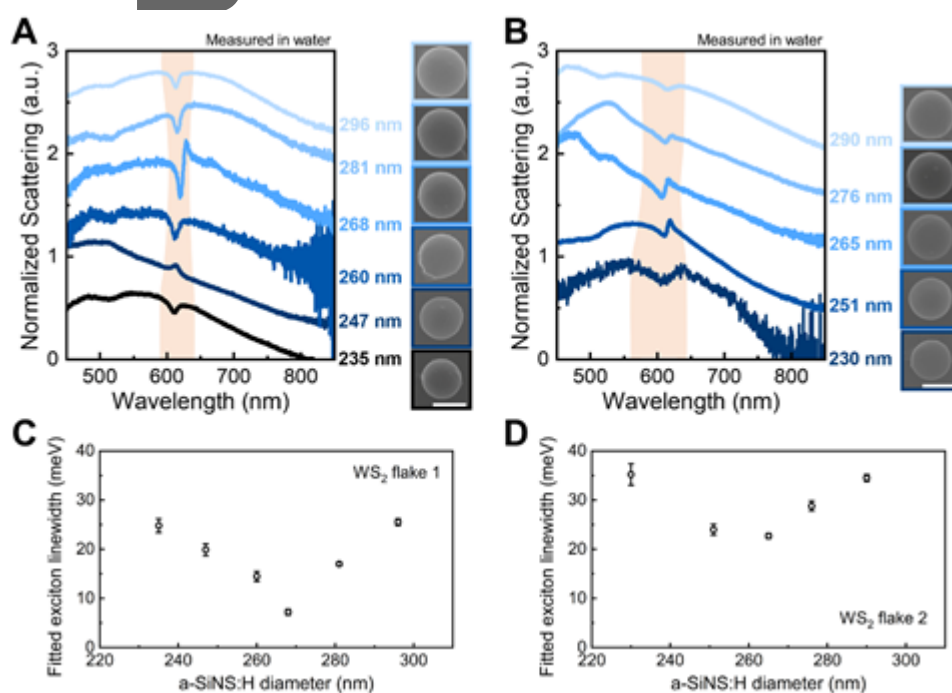 A
Measured in water
Normalized Scattering (a.u.)
3
2
1
0
296 nm
281 nm
268 nm
260 nm
247 nm
235 nm
500 600 700 800
Wavelength (nm)
B
Measured in water
Normalized Scattering (a.u.)
3
2
1
0
290 nm
276 nm
265 nm
251 nm
230 nm
500 600 700 800
Wavelength (nm)
C
Fitted exciton linewidth (meV)
40
30
20
10
0
WS₂ flake 1
220 240 260 280 300
a-SiNS:H diameter (nm)
D
Fitted exciton linewidth (meV)
40
30
20
10
0
WS₂ flake 2
220 240 260 280 300
a-SiNS:H diameter (nm)